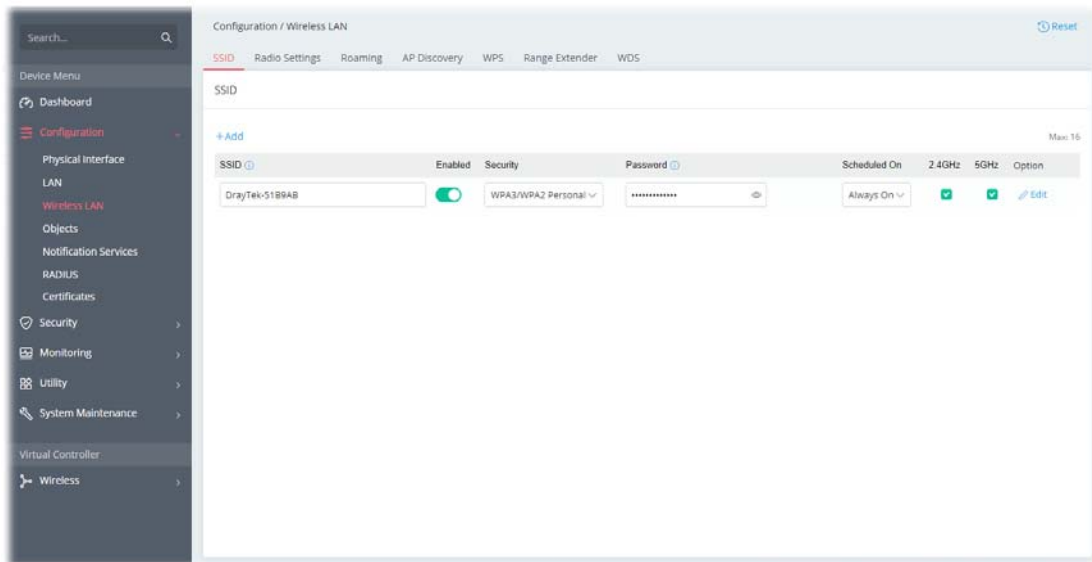 Search...
Device Menu
Dashboard
Configuration
Physical Interface
LAN
Wireless LAN
Objects
Notification Services
RADIUS
Certificates
Security
Monitoring
Utility
System Maintenance
Virtual Controller
Wireless
Configuration / Wireless LAN Reset
SSID Radio Settings Roaming AP Discovery WPS Range Extender WDS
SSID
+Add Max: 16
SSID Enabled Security Password Scheduled On 2.4GHz 5GHz Option
DrayTek-51B9AB WPA3/WPA2 Personal ••••••••••••• Always On Edit